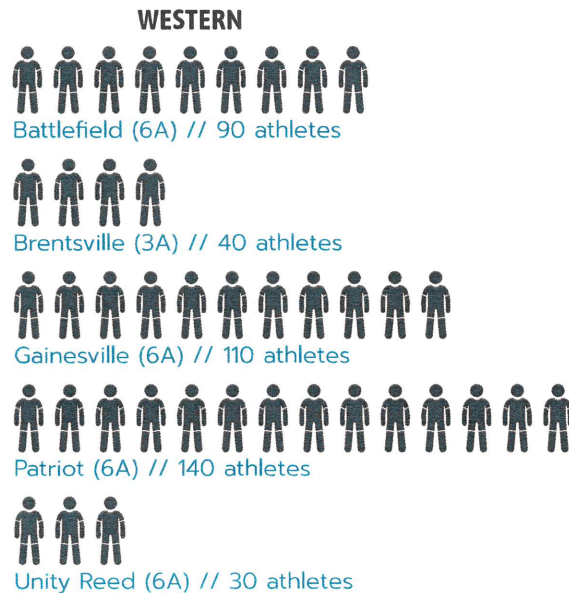 WESTERN
Battlefield (6A) // 90 athletes
Brentsville (3A) // 40 athletes
Gainesville (6A) // 110 athletes
Patriot (6A) // 140 athletes
Unity Reed (6A) // 30 athletes